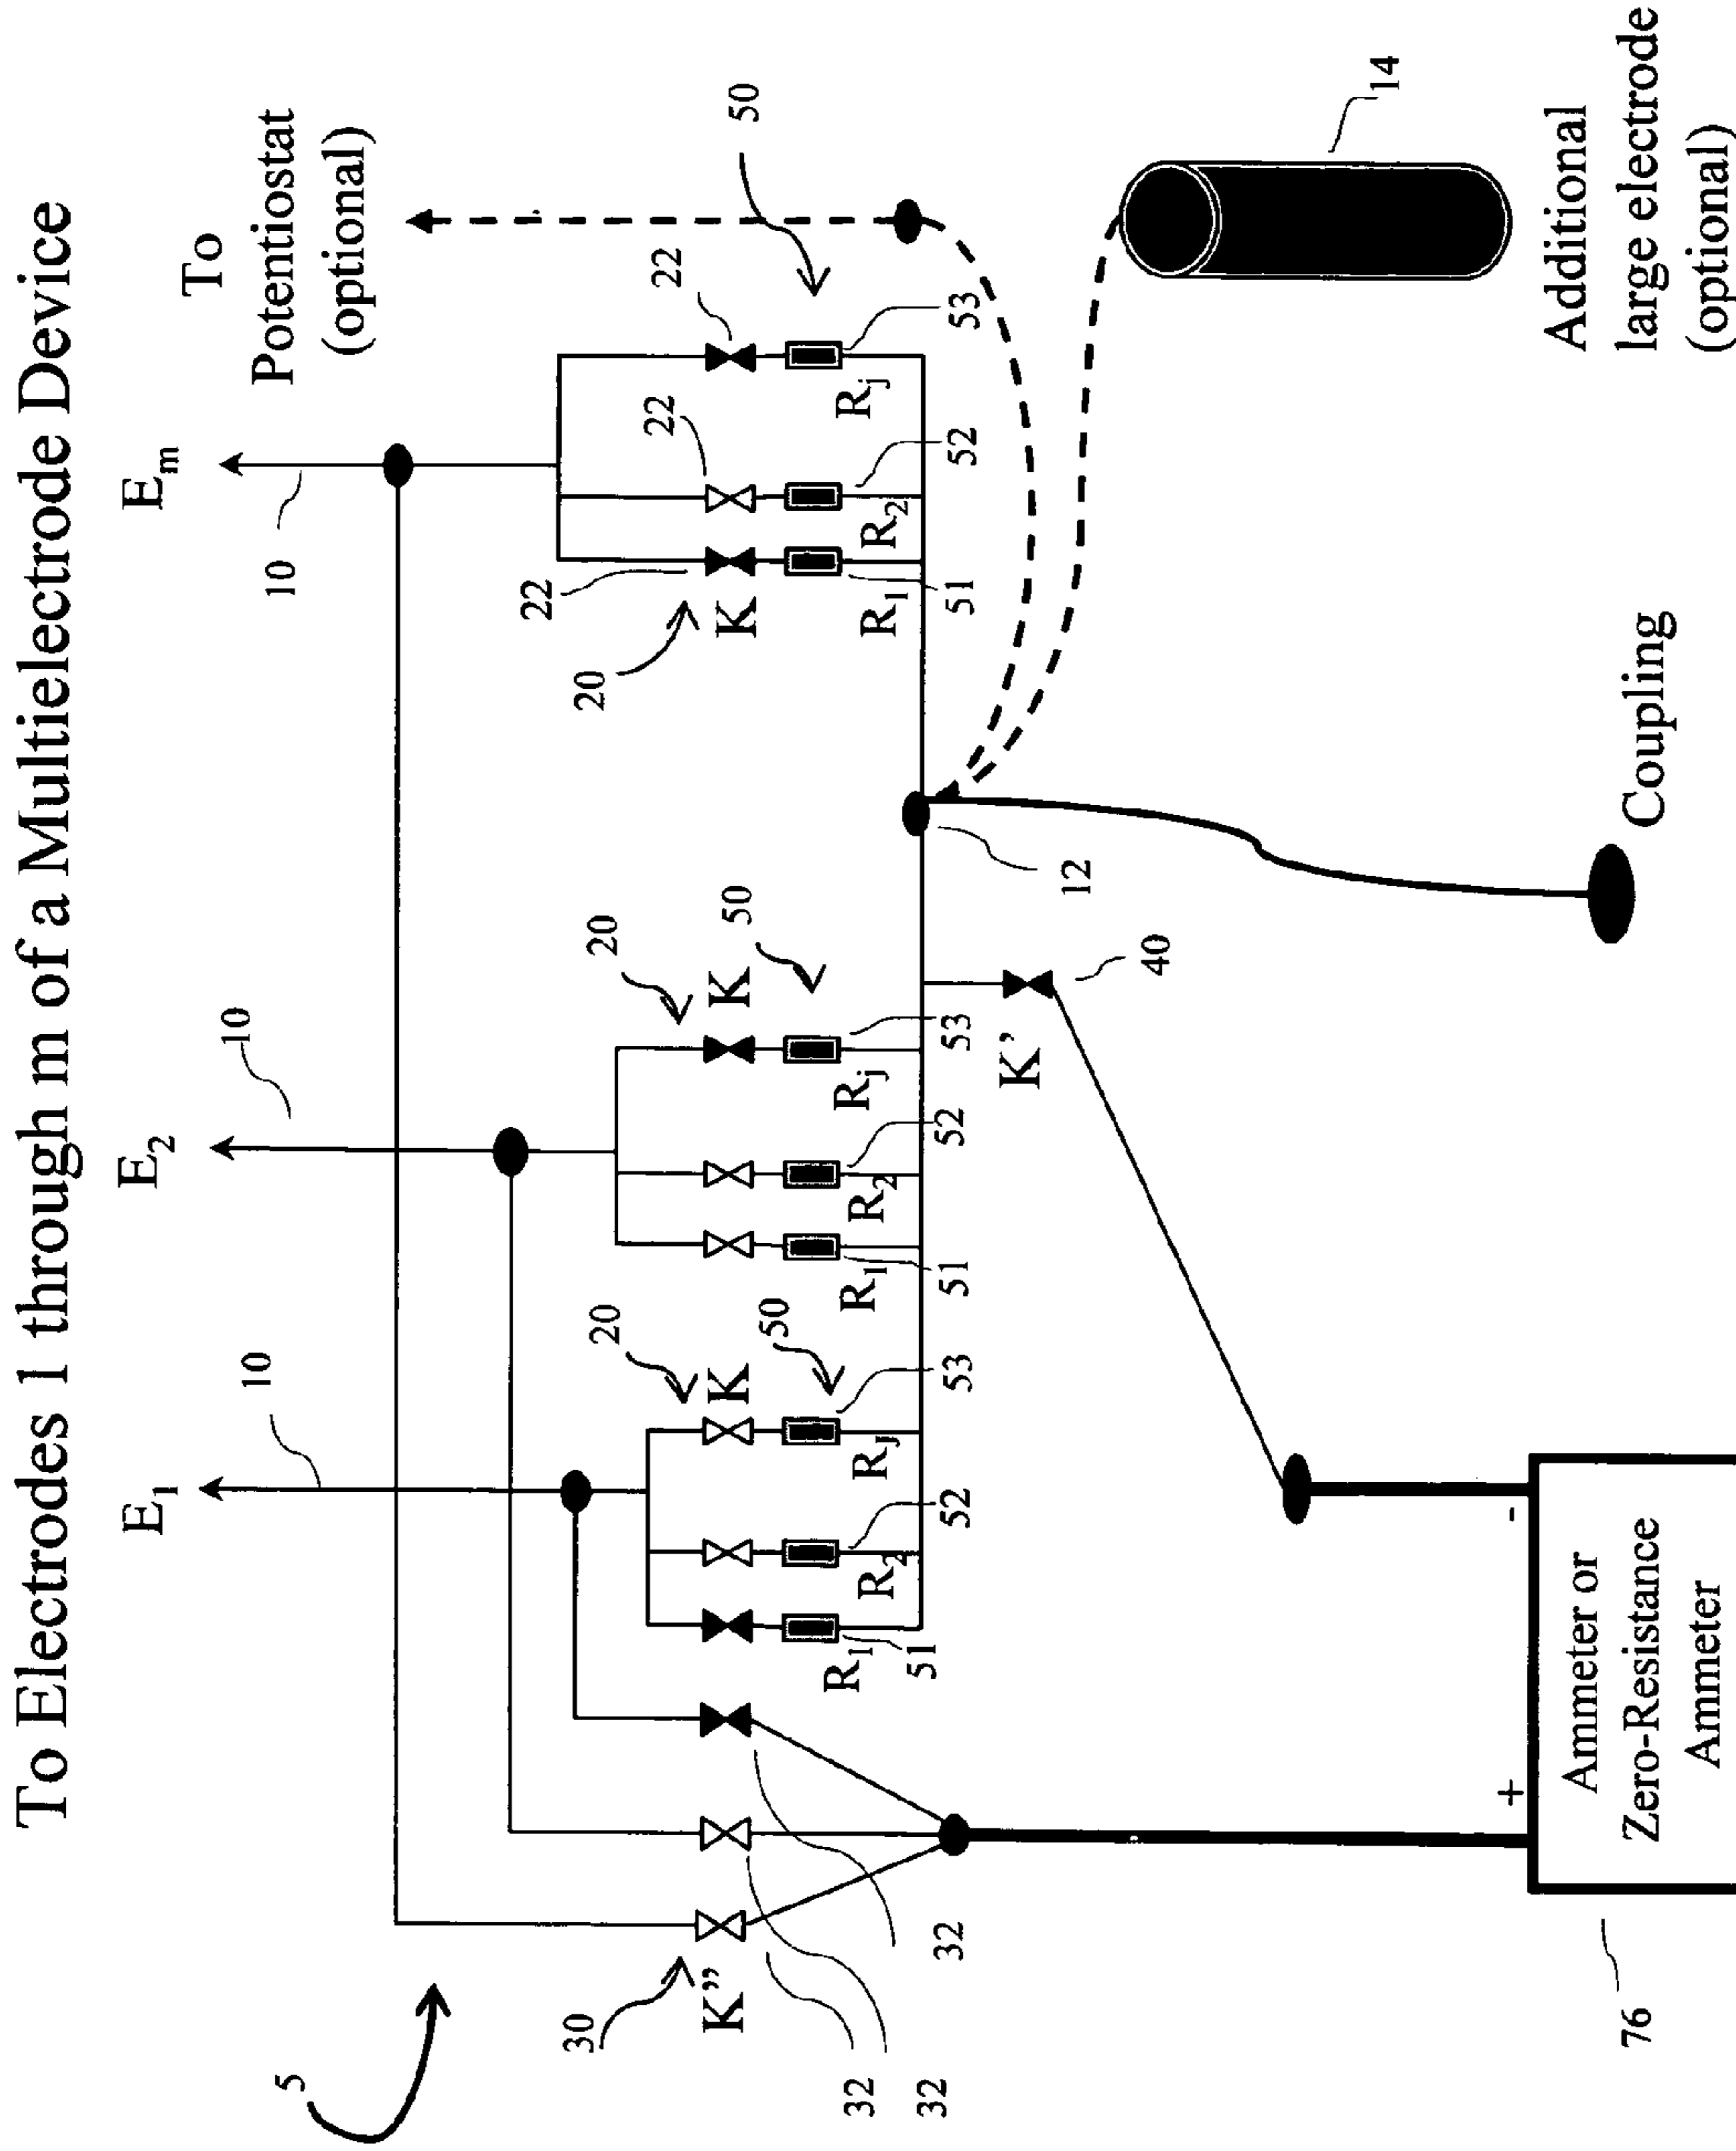 To Electrodes 1 through m of a Multielectrode Device
E1
E2
Em
To
Potentiostat
(optional)
5
10
10
10
30
K”
20
K
50
20
K
50
20
K
22
22
22
50
R1
R2
RJ
R1
R2
Rj
R1
R2
Rj
51
52
53
51
52
53
51
52
53
32
32
32
K’
40
12
14
+
-
Ammeter or
Zero-Resistance
Ammeter
76
Coupling
Additional
large electrode
(optional)